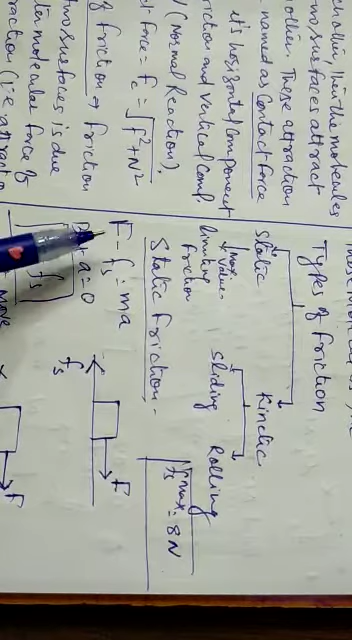 then the molecules
two surfaces attract
other. These attraction
named as Contact force
it's horizontal component
friction and vertical comp.
N (Normal Reaction).
force = fc = √f²+N²
of friction → friction
two surfaces is due
molecular force of
Types of friction
Static
Kinetic
Max value
limiting friction
Sliding
Rolling
Static friction -
fs max = 8N
F - fs = ma
a = 0
fs
fs
F
move
F